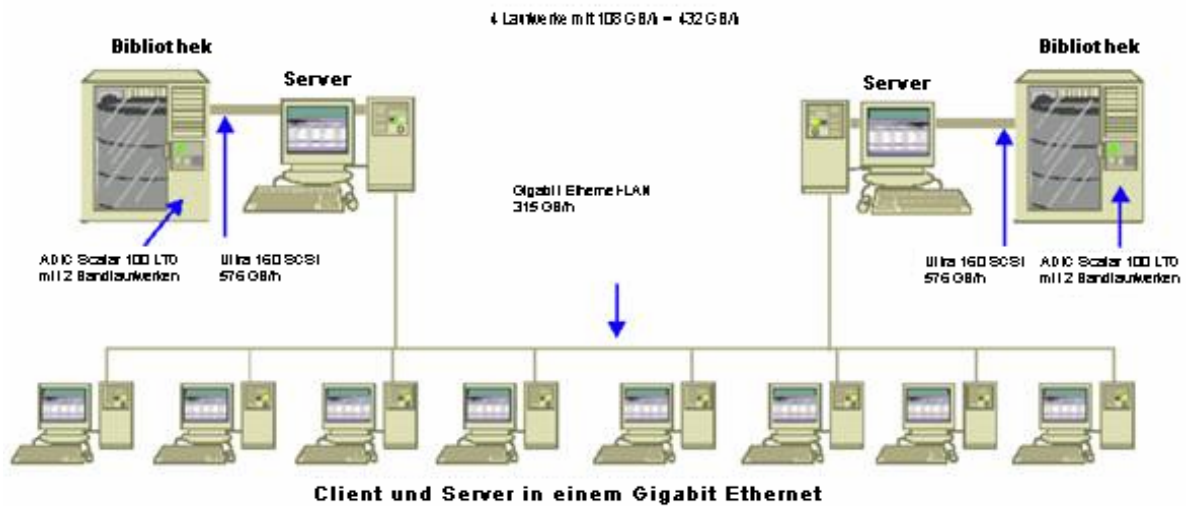 4 Laufwerke mit 108 GB/h = 432 GB/h
Bibliothek
Server
Server
Bibliothek
Gigabit Ethernet-LAN
315 GB/h
ADIC Scalar 100 LTO
mit 2 Bandlaufwerken
Ultra 160 SCSI
576 GB/h
Ultra 160 SCSI
576 GB/h
ADIC Scalar 100 LTO
mit 2 Bandlaufwerken
Client und Server in einem Gigabit Ethernet